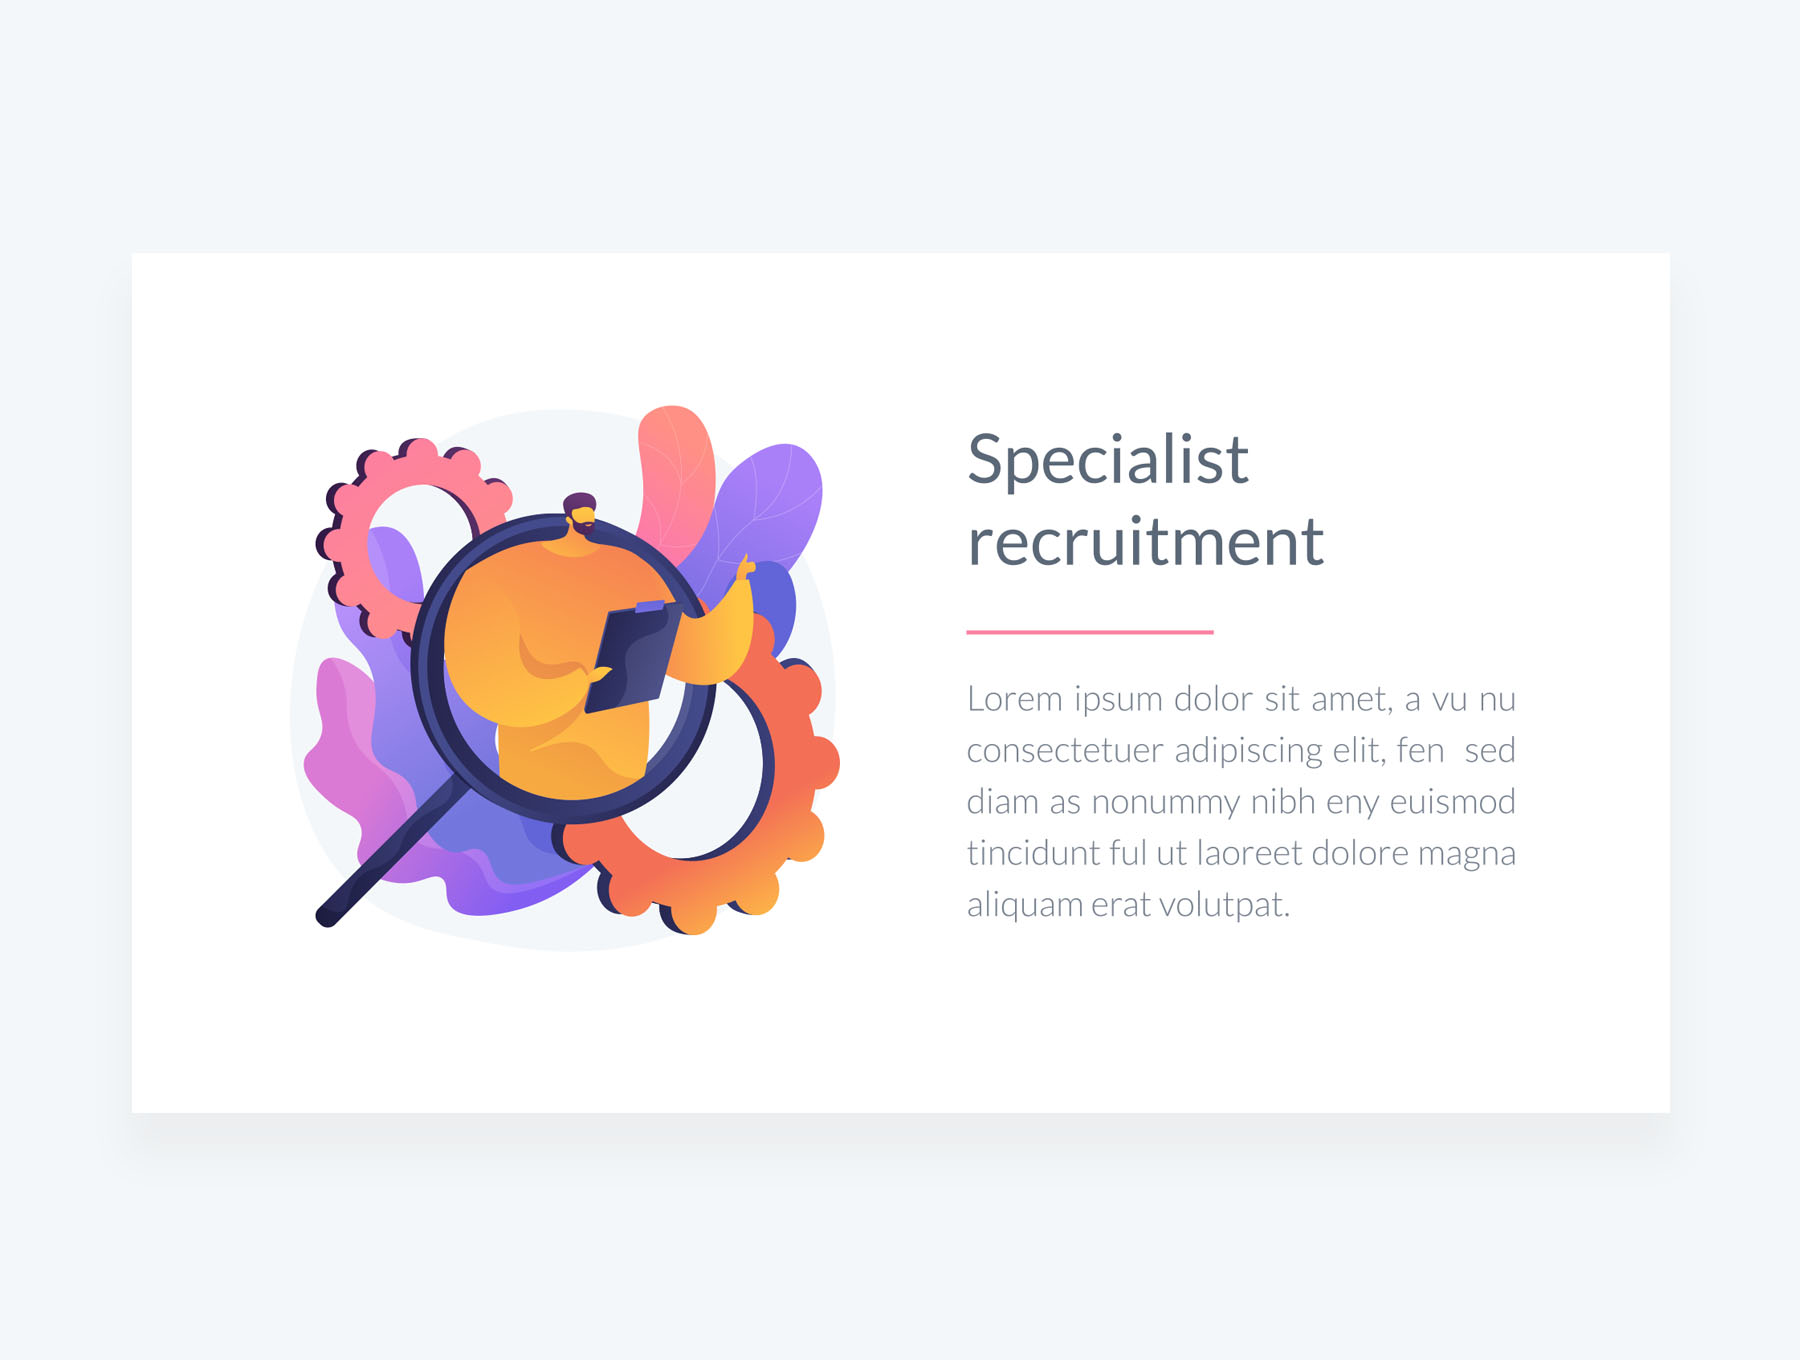 Specialist
recruitment
Lorem ipsum dolor sit amet, a vu nu
consectetuer adipiscing elit, fen  sed
diam as nonummy nibh eny euismod
tincidunt ful ut laoreet dolore magna
aliquam erat volutpat.